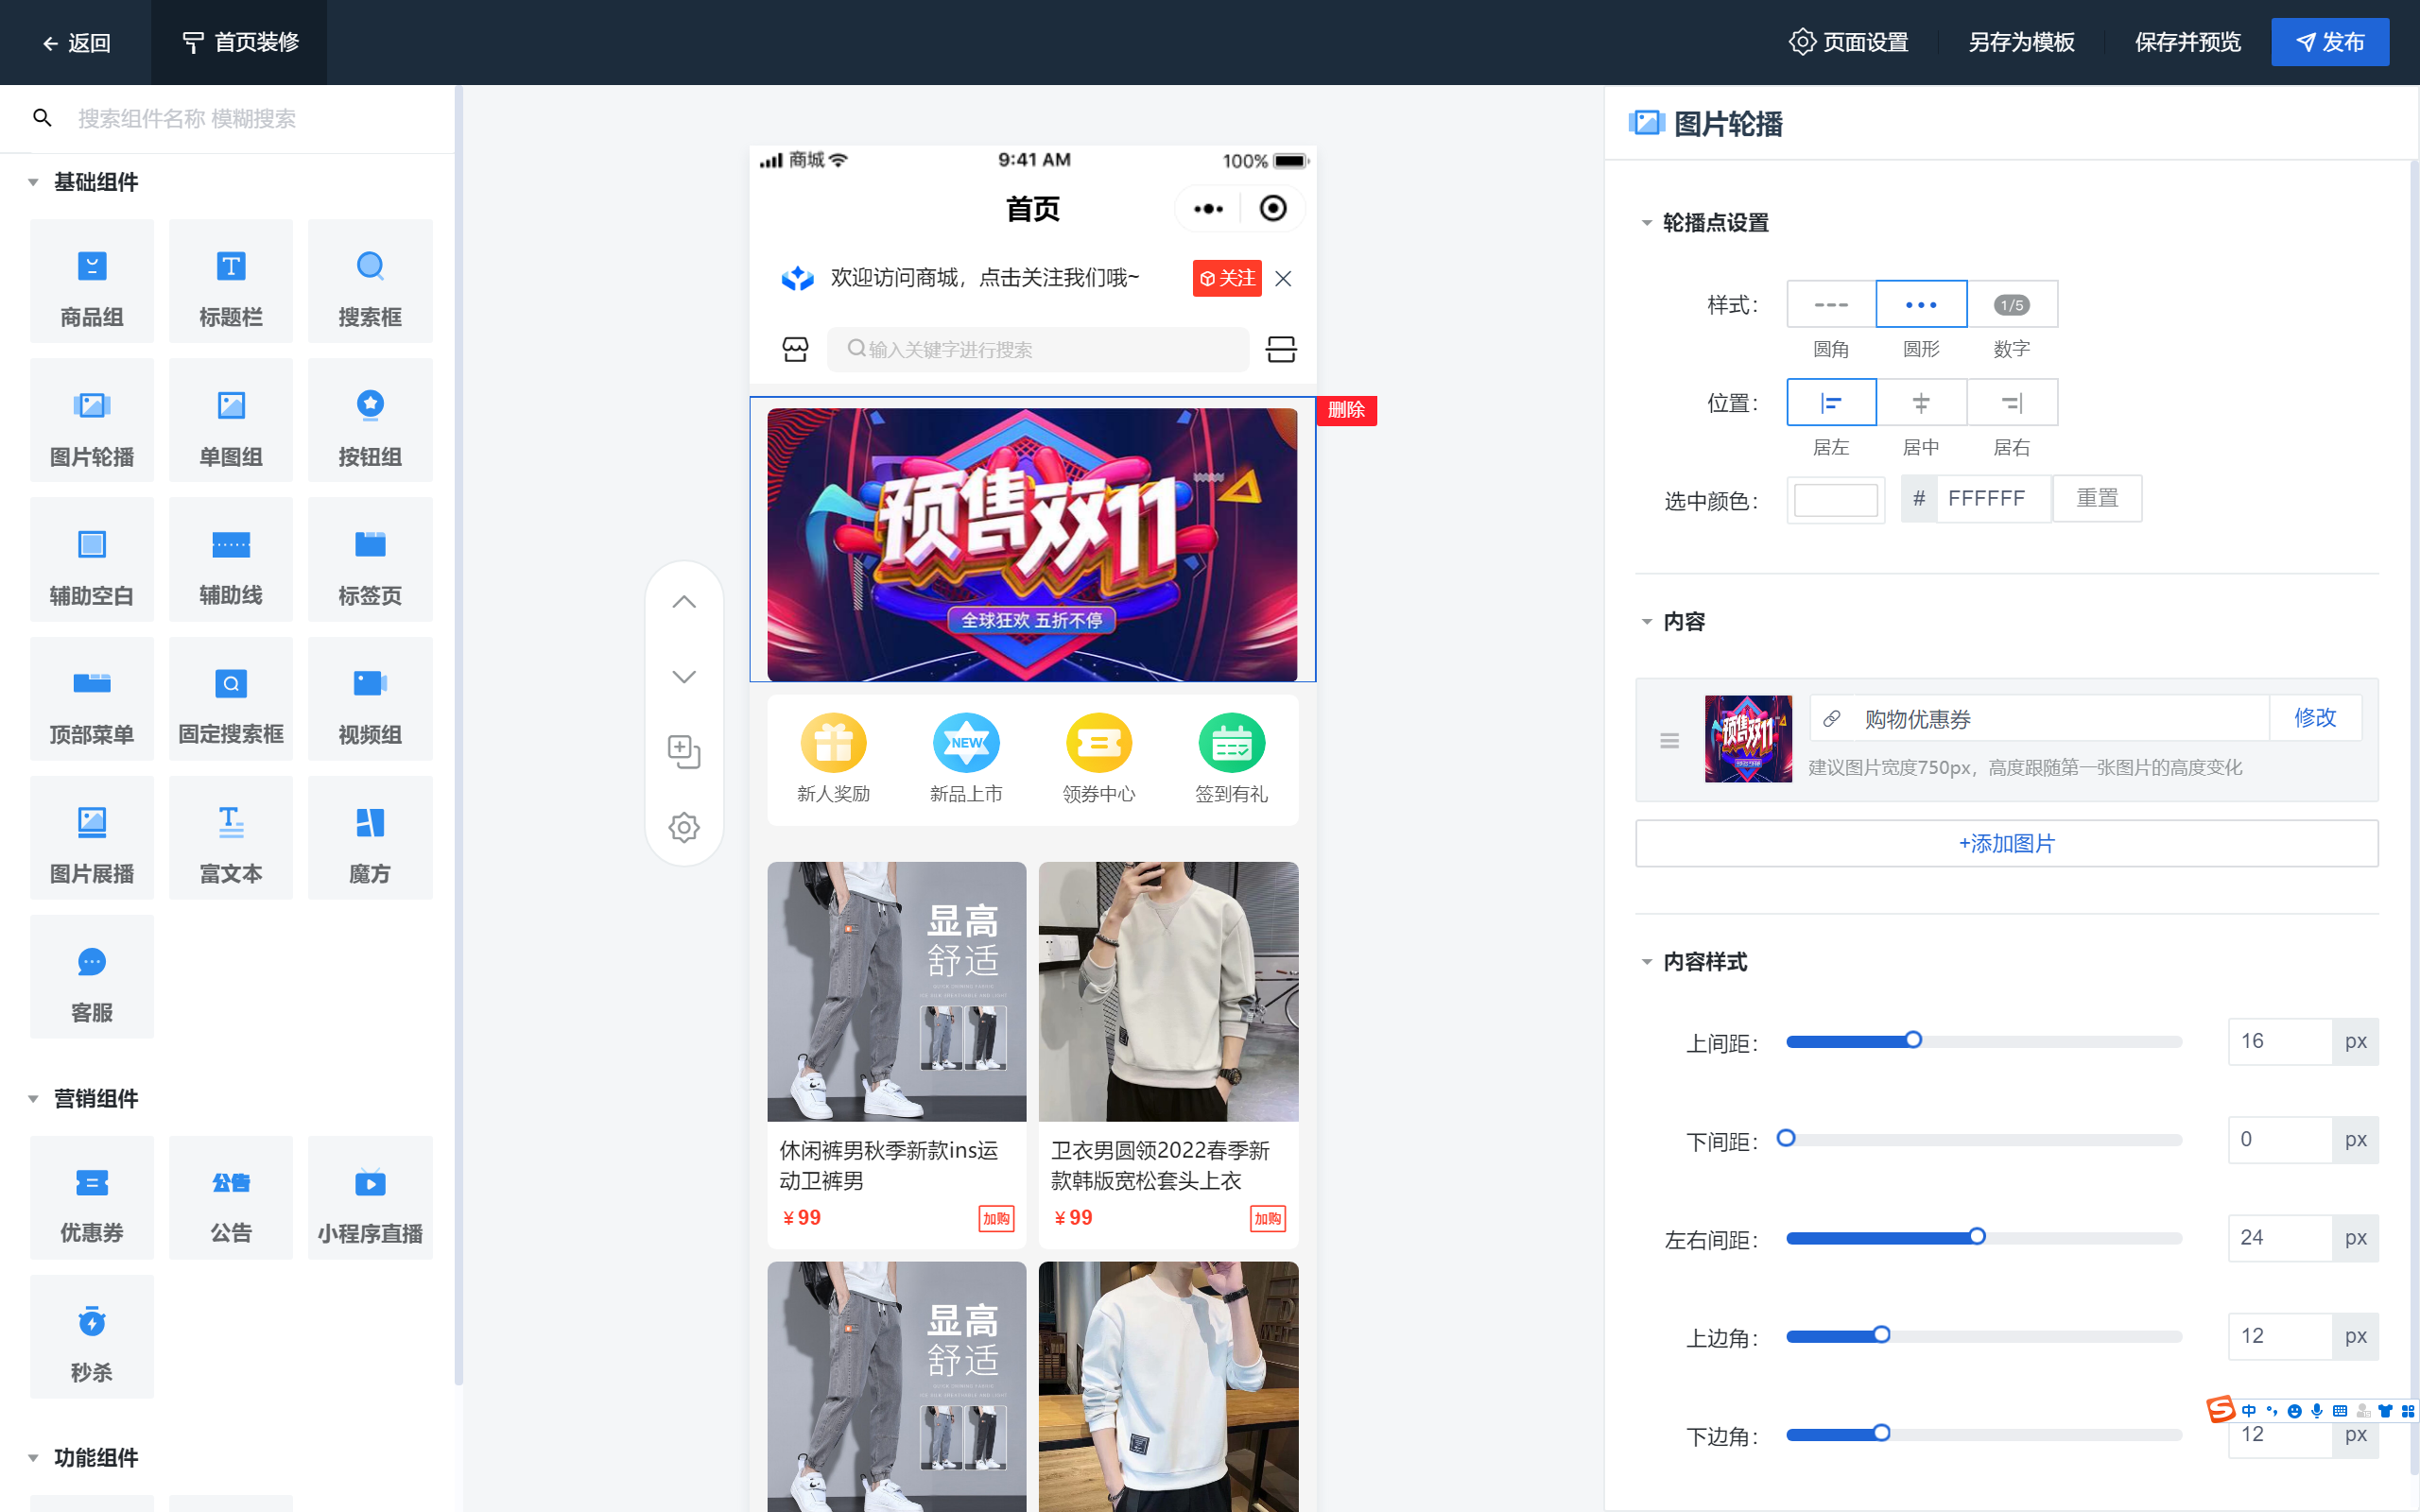 返回
首页装修
页面设置
另存为模板
保存并预览
发布
搜索组件名称 模糊搜索
基础组件
商品组
标题栏
搜索框
图片轮播
单图组
按钮组
辅助空白
辅助线
标签页
顶部菜单
固定搜索框
视频组
图片展播
富文本
魔方
客服
营销组件
公告
优惠券
公告
小程序直播
秒杀
功能组件
商城
9:41 AM
100%
首页
欢迎访问商城，点击关注我们哦~
关注
输入关键字进行搜索
删除
预售双11
全球狂欢 五折不停
NEW
新人奖励
新品上市
领券中心
签到有礼
显高
舒适
休闲裤男秋季新款ins运
动卫裤男
¥99
加购
卫衣男圆领2022春季新
款韩版宽松套头上衣
¥99
加购
显高
舒适
图片轮播
轮播点设置
样式：
1/5
圆角
圆形
数字
位置：
居左
居中
居右
选中颜色：
# FFFFFF
重置
内容
预售双11
购物优惠券
修改
建议图片宽度750px，高度跟随第一张图片的高度变化
+添加图片
内容样式
上间距：
16 px
下间距：
0 px
左右间距：
24 px
上边角：
12 px
S 中
下边角：
12 px